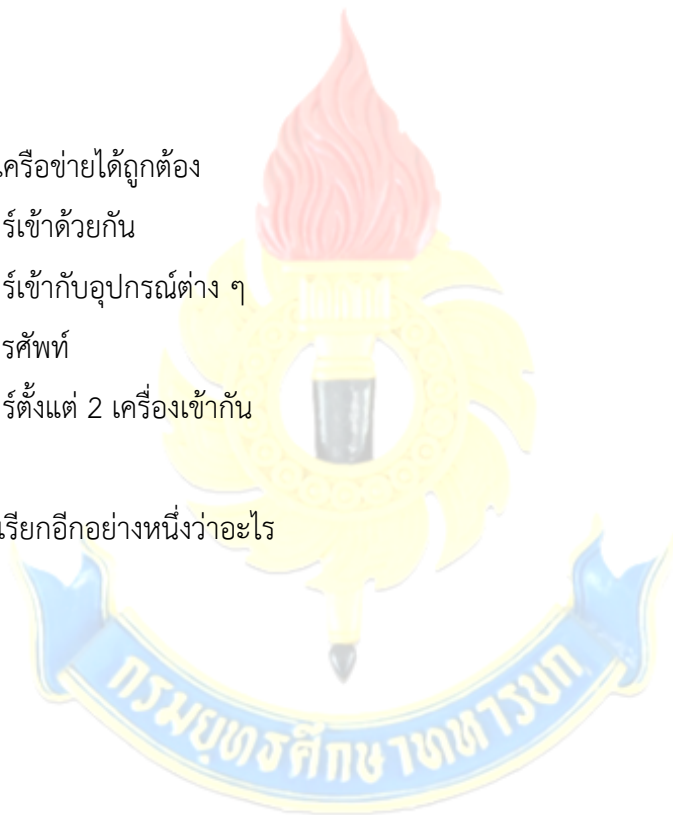 เครือข่ายได้ถูกต้อง
ร์เข้าด้วยกัน
ร์เข้ากับอุปกรณ์ต่าง ๆ
รศัพท์
ร์ตั้งแต่ 2 เครื่องเข้ากัน
เรียกอีกอย่างหนึ่งว่าอะไร
กรมยุทธศึกษาทหารบก